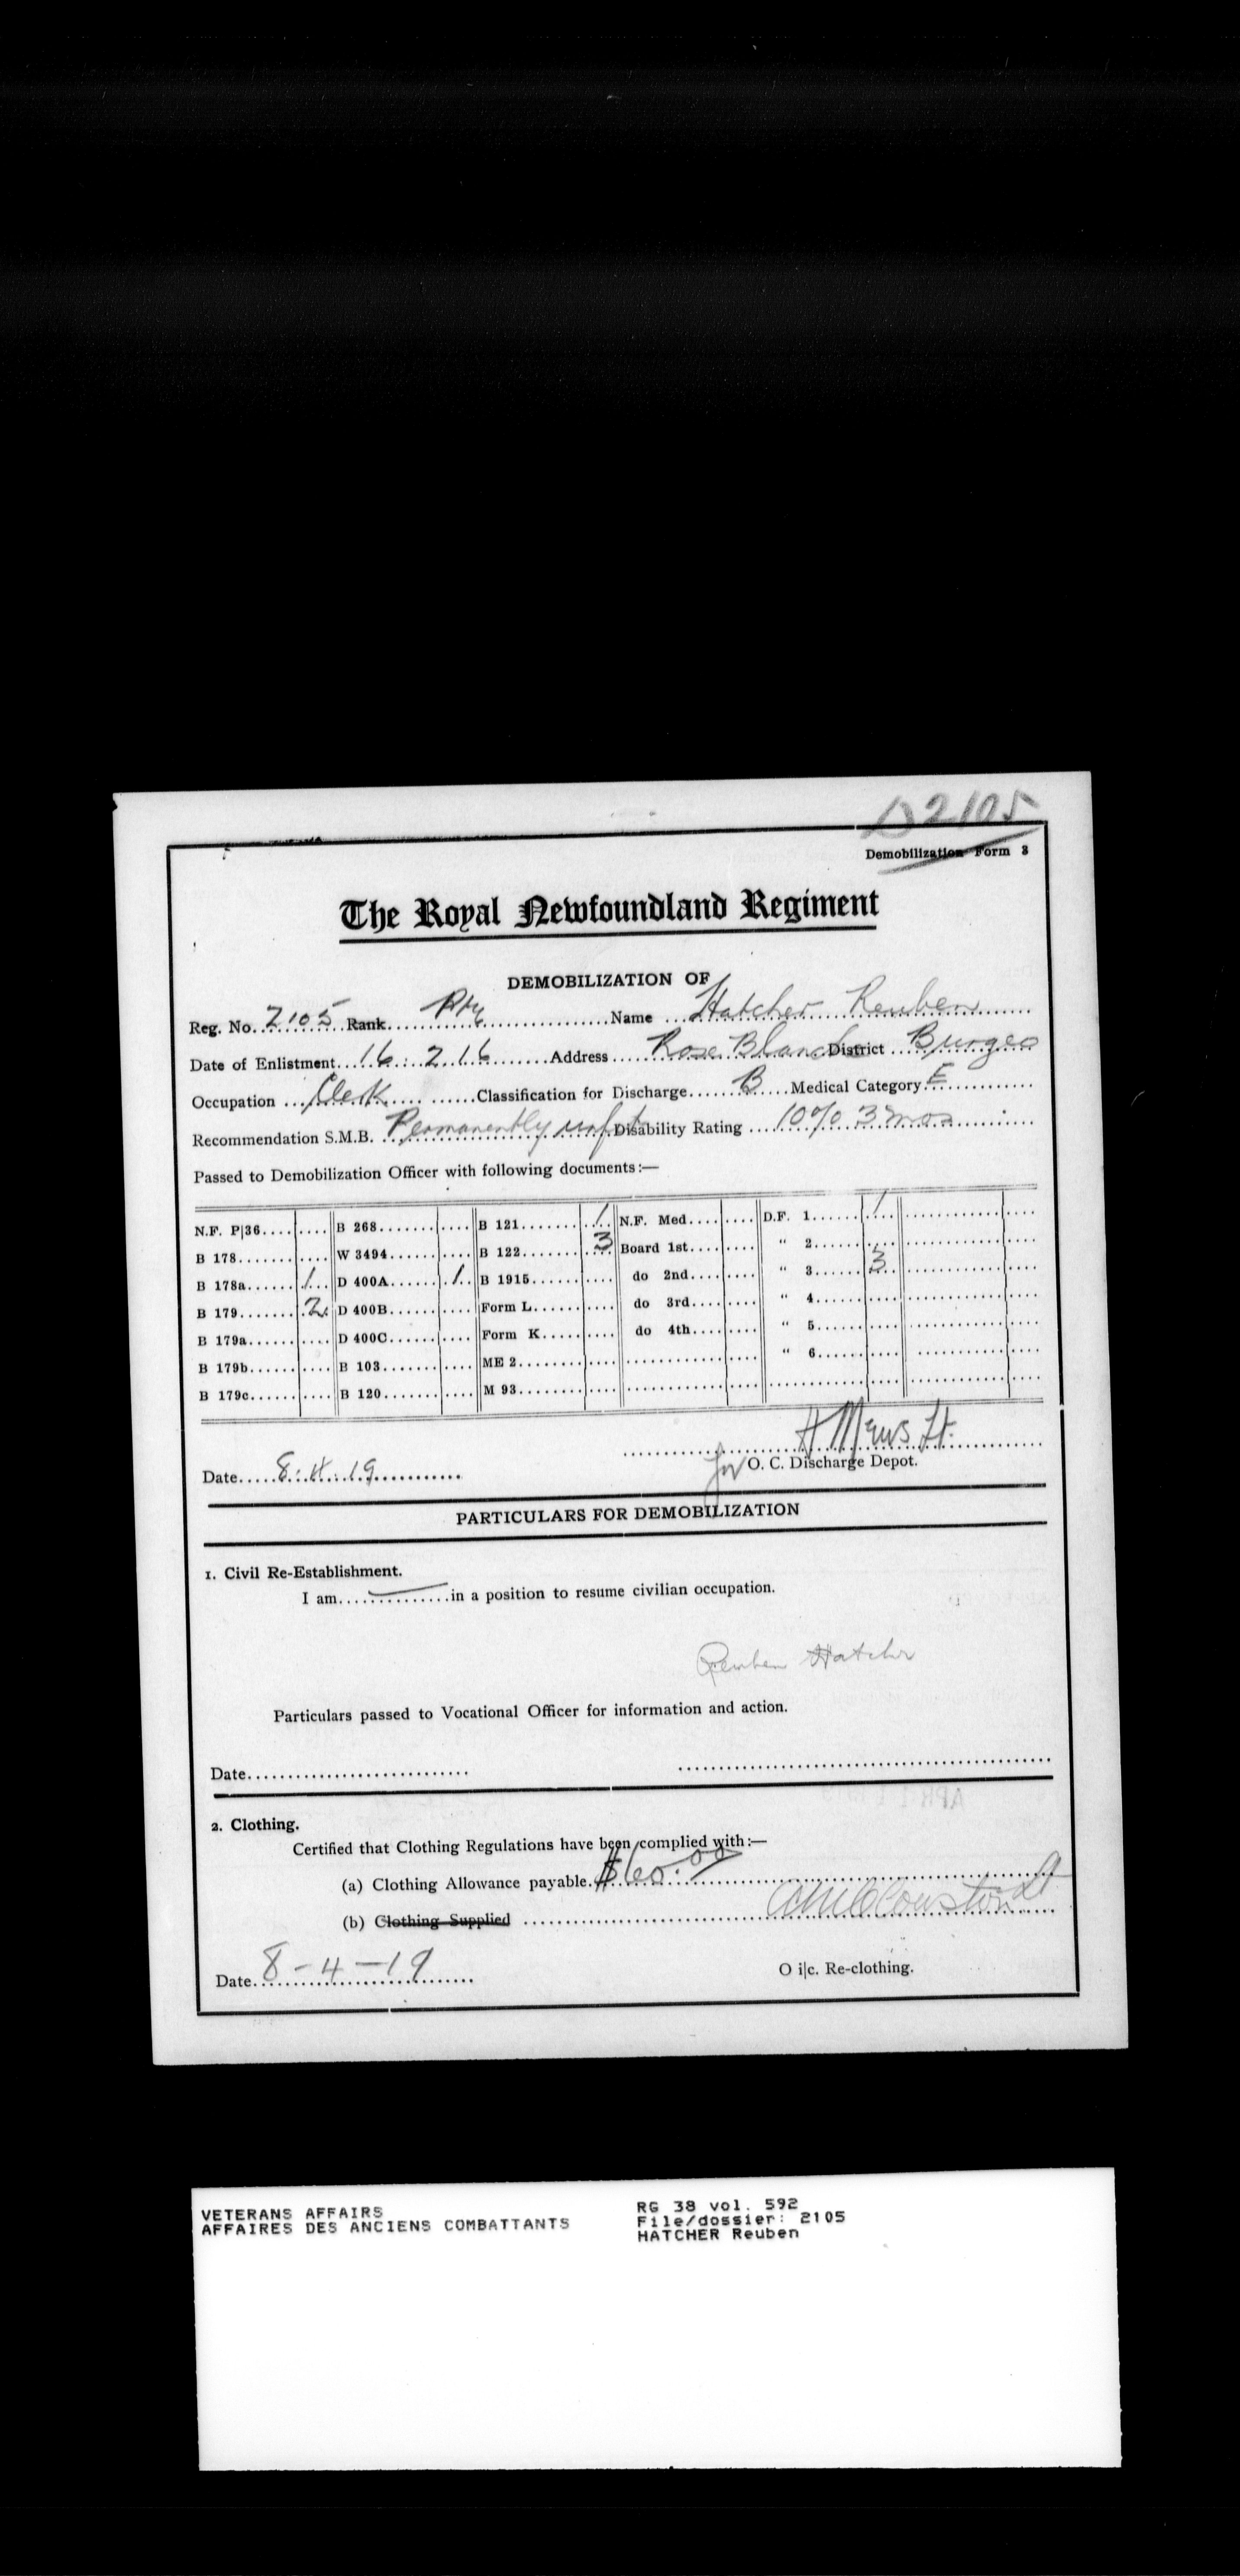 D2105
Demobilization Form 3
The Royal Newfoundland Regiment
DEMOBILIZATION OF
Reg. No. 2105 Rank Pte Name Hatcher Reuben
Date of Enlistment 16.2.16 Address Rose Blanche District Burgeo
Occupation Clerk Classification for Discharge B Medical Category E
Recommendation S.M.B. Permanently unfit Disability Rating 10% 3 mos
Passed to Demobilization Officer with following documents:—
N.F. P|36 B 268 B 121 1 N.F. Med. D.F. 1 1
B 178 W 3494 B 122 3 Board 1st " 2
B 178a 1 D 400A 1 B 1915 do 2nd " 3 3
B 179 2 D 400B Form L do 3rd " 4
B 179a D 400C Form K do 4th " 5
B 179b B 103 ME 2 " 6
B 179c B 120 M 93
H Mews Lt.
Date 8.4.19 for O. C. Discharge Depot.
PARTICULARS FOR DEMOBILIZATION
1. Civil Re-Establishment.
I am in a position to resume civilian occupation.
Reuben Hatcher
Particulars passed to Vocational Officer for information and action.
Date
2. Clothing.
Certified that Clothing Regulations have been complied with:—
(a) Clothing Allowance payable $60.00
(b) Clothing Supplied
Date 8-4-19 O i|c. Re-clothing.
VETERANS AFFAIRS
AFFAIRES DES ANCIENS COMBATTANTS
RG 38 vol. 592
File/dossier: 2105
HATCHER Reuben